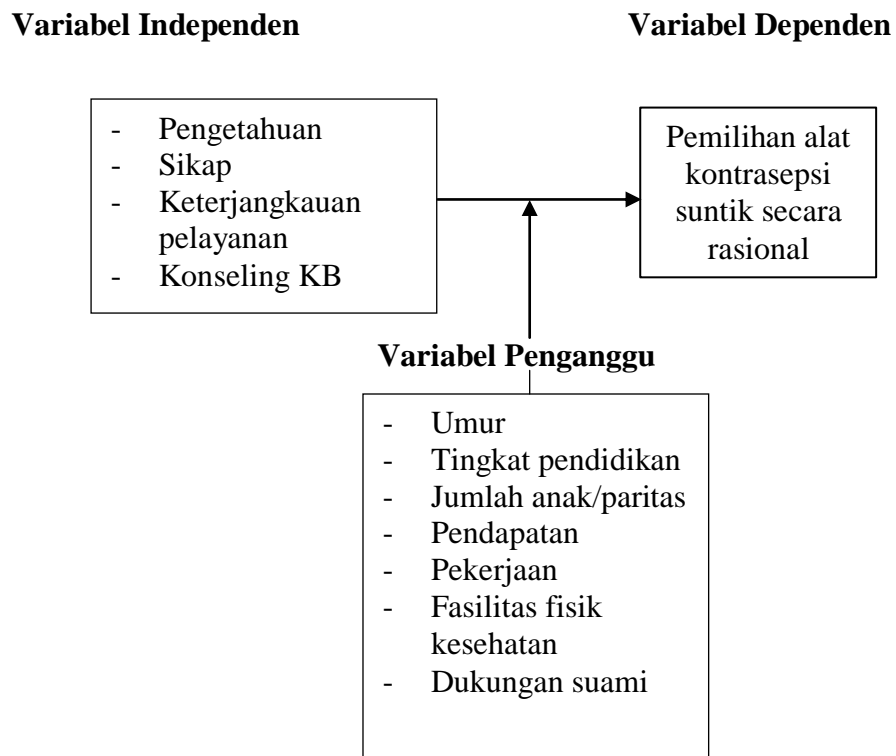 Variabel Independen
Variabel Dependen
- Pengetahuan
- Sikap
- Keterjangkauan
pelayanan
- Konseling KB
Pemilihan alat
kontrasepsi
suntik secara
rasional
Variabel Penganggu
- Umur
- Tingkat pendidikan
- Jumlah anak/paritas
- Pendapatan
- Pekerjaan
- Fasilitas fisik
kesehatan
- Dukungan suami